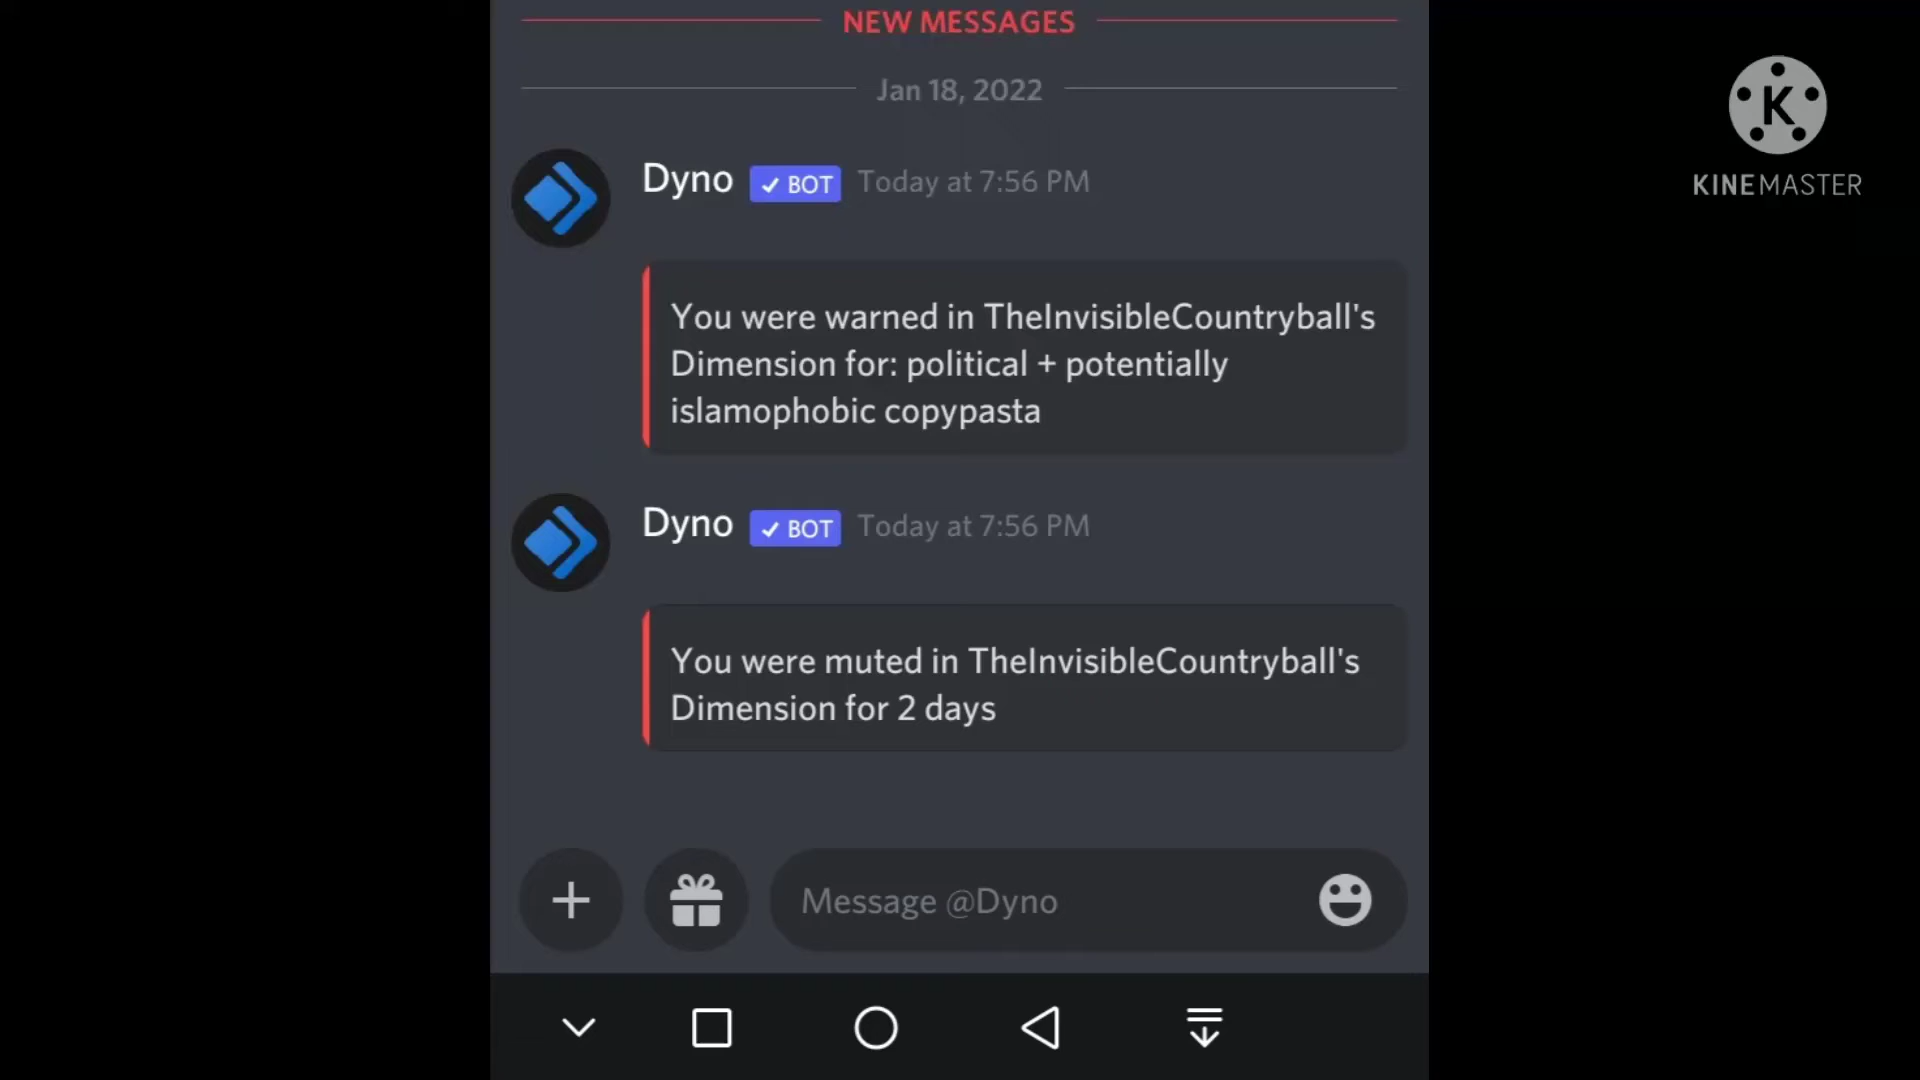 NEW MESSAGES
Jan 18, 2022
K
KINEMASTER
Dyno ✓ BOT Today at 7:56 PM
You were warned in TheInvisibleCountryball's
Dimension for: political + potentially
islamophobic copypasta
Dyno ✓ BOT Today at 7:56 PM
You were muted in TheInvisibleCountryball's
Dimension for 2 days
Message @Dyno